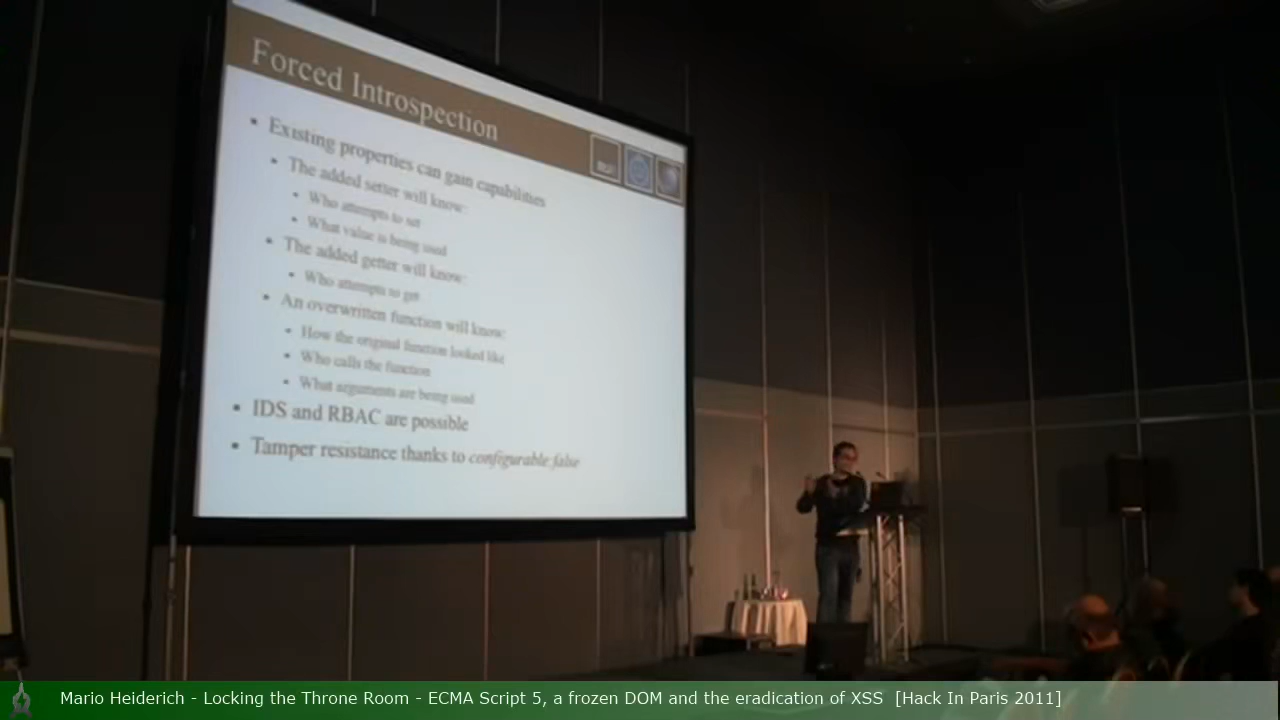 Forced Introspection
Existing properties can gain capabilities
The added setter will know:
Who attempts to set
What value is being used
The added getter will know:
Who attempts to get
An overwritten function will know:
How the original function looked like
Who calls the function
What arguments are being used
IDS and RBAC are possible
Tamper resistance thanks to configurable:false
Mario Heiderich - Locking the Throne Room - ECMA Script 5, a frozen DOM and the eradication of XSS [Hack In Paris 2011]